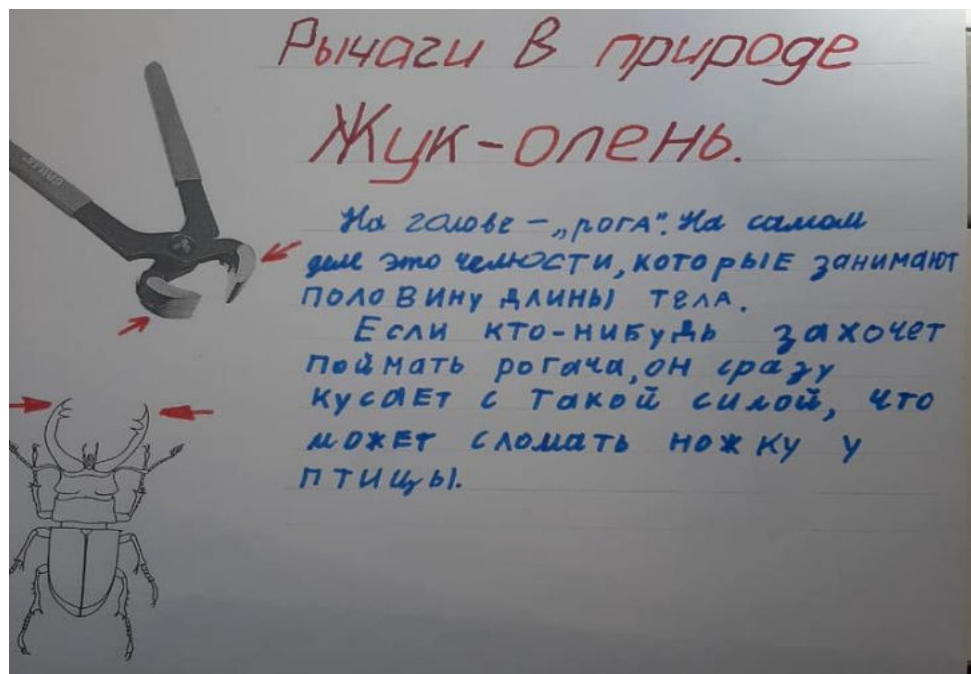 Рычаги в природе
Жук-олень.
На голове – „рога". На самом
деле это челюсти, которые занимают
половину длины тела.
Если кто-нибудь захочет
поймать рогача, он сразу
кусает с такой силой, что
может сломать ножку у
птицы.